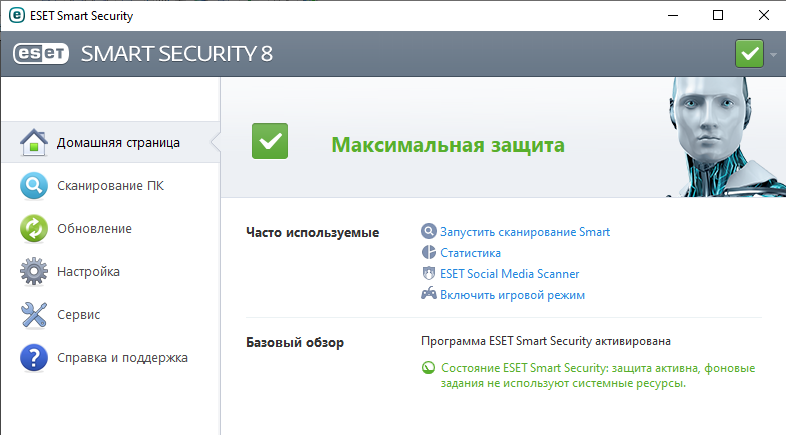 ESET Smart Security
eset SMART SECURITY 8
Домашняя страница
Сканирование ПК
Обновление
Настройка
Сервис
Справка и поддержка
Максимальная защита
Часто используемые
Запустить сканирование Smart
Статистика
ESET Social Media Scanner
Включить игровой режим
Базовый обзор
Программа ESET Smart Security активирована
Состояние ESET Smart Security: защита активна, фоновые
задания не используют системные ресурсы.